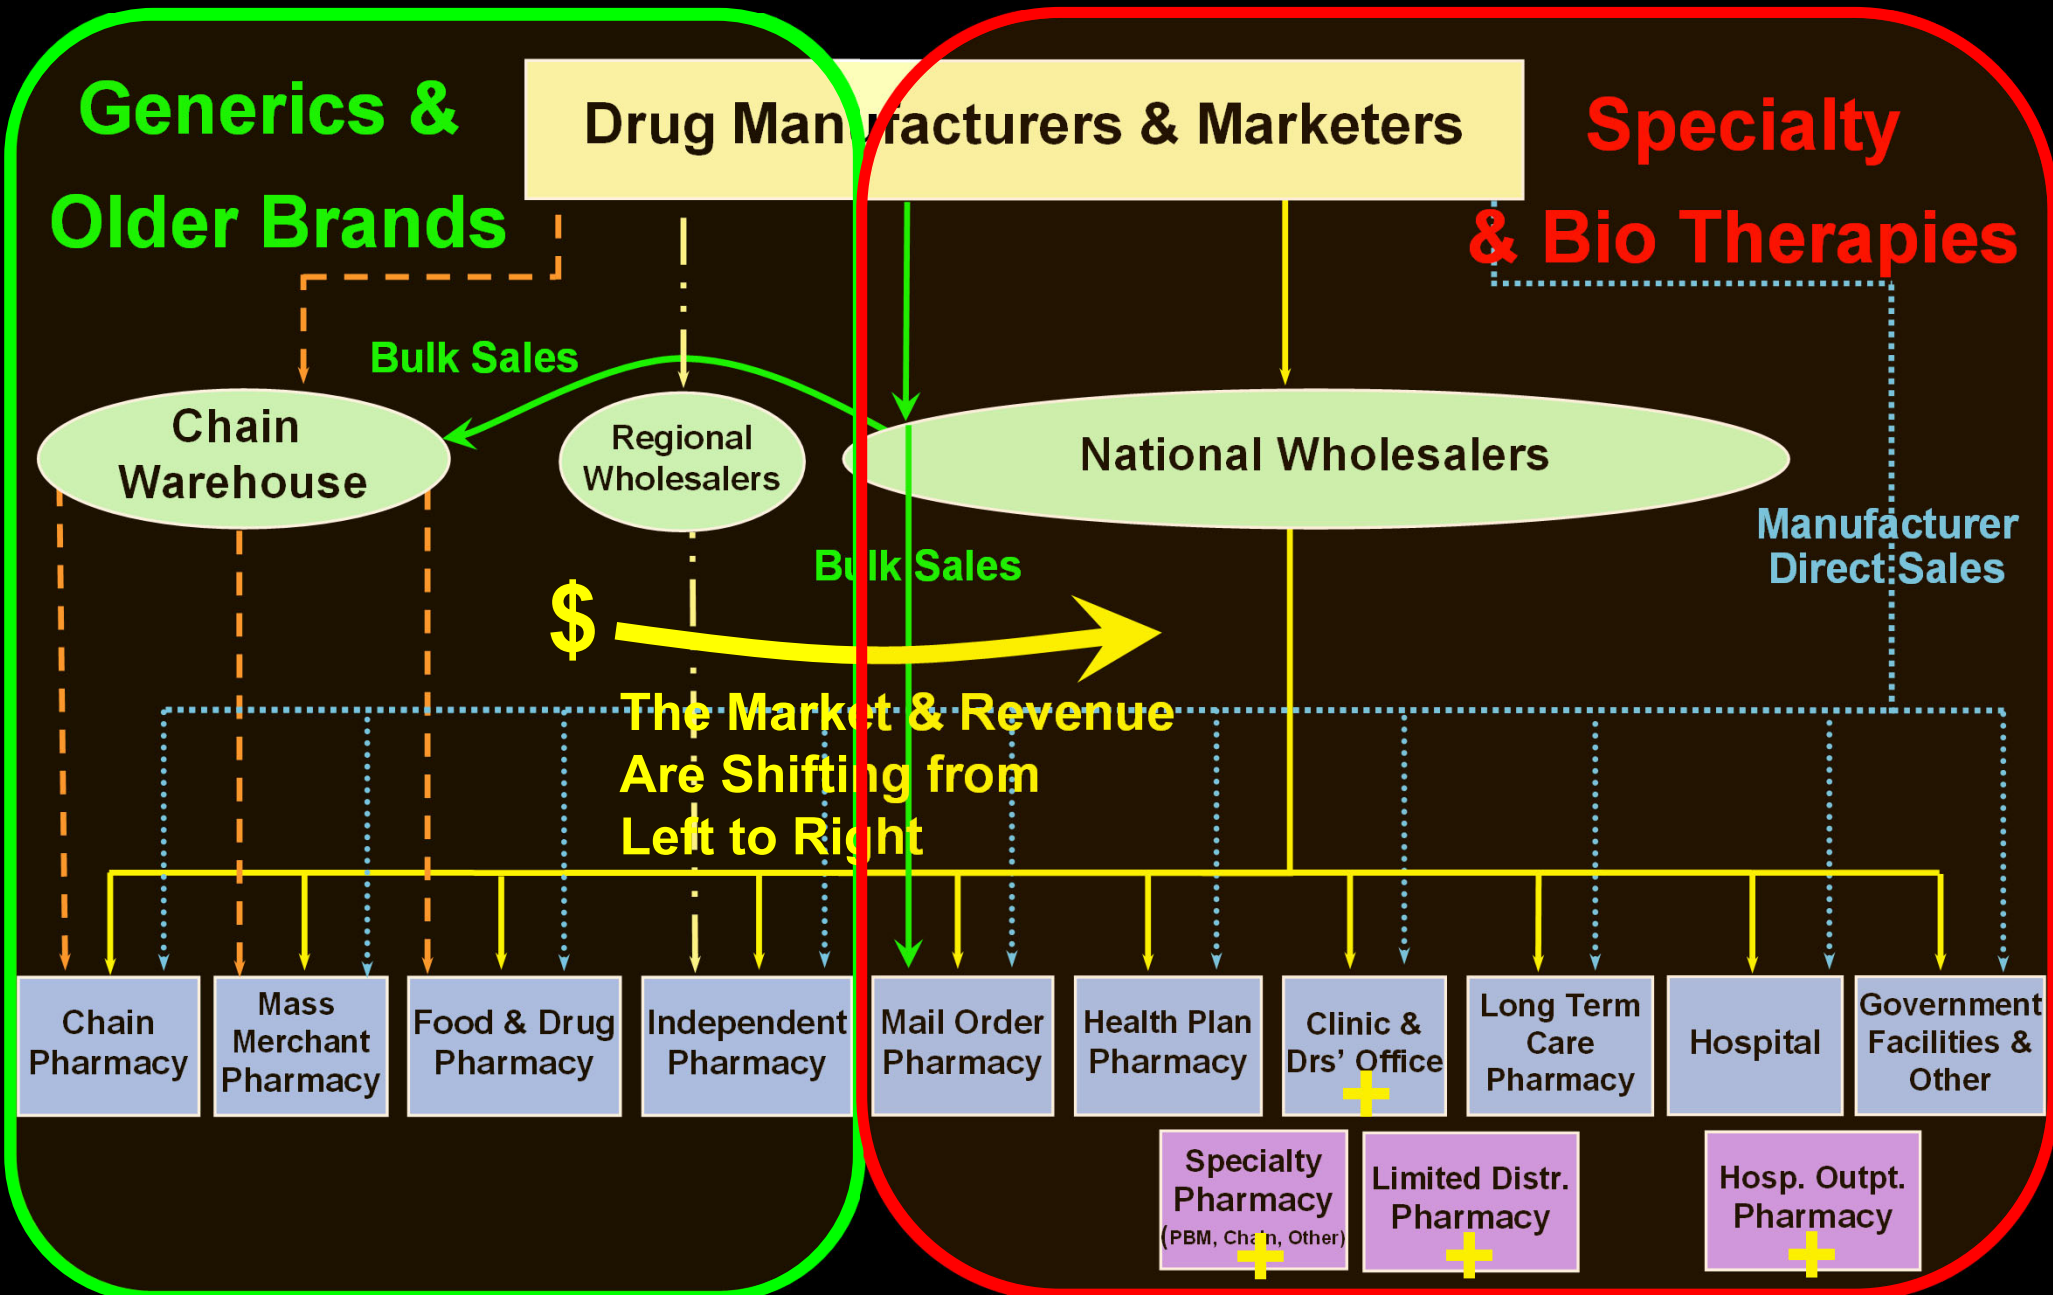 Generics &
Older Brands
Drug Manufacturers & Marketers
Specialty
& Bio Therapies
Bulk Sales
Chain
Warehouse
Regional
Wholesalers
National Wholesalers
Manufacturer
Direct Sales
Bulk Sales
$
The Market & Revenue
Are Shifting from
Left to Right
Chain
Pharmacy
Mass
Merchant
Pharmacy
Food & Drug
Pharmacy
Independent
Pharmacy
Mail Order
Pharmacy
Health Plan
Pharmacy
Clinic &
Drs’ Office
+
Long Term
Care
Pharmacy
Hospital
Government
Facilities &
Other
Specialty
Pharmacy
(PBM, Chain, Other)
+
Limited Distr.
Pharmacy
+
Hosp. Outpt.
Pharmacy
+